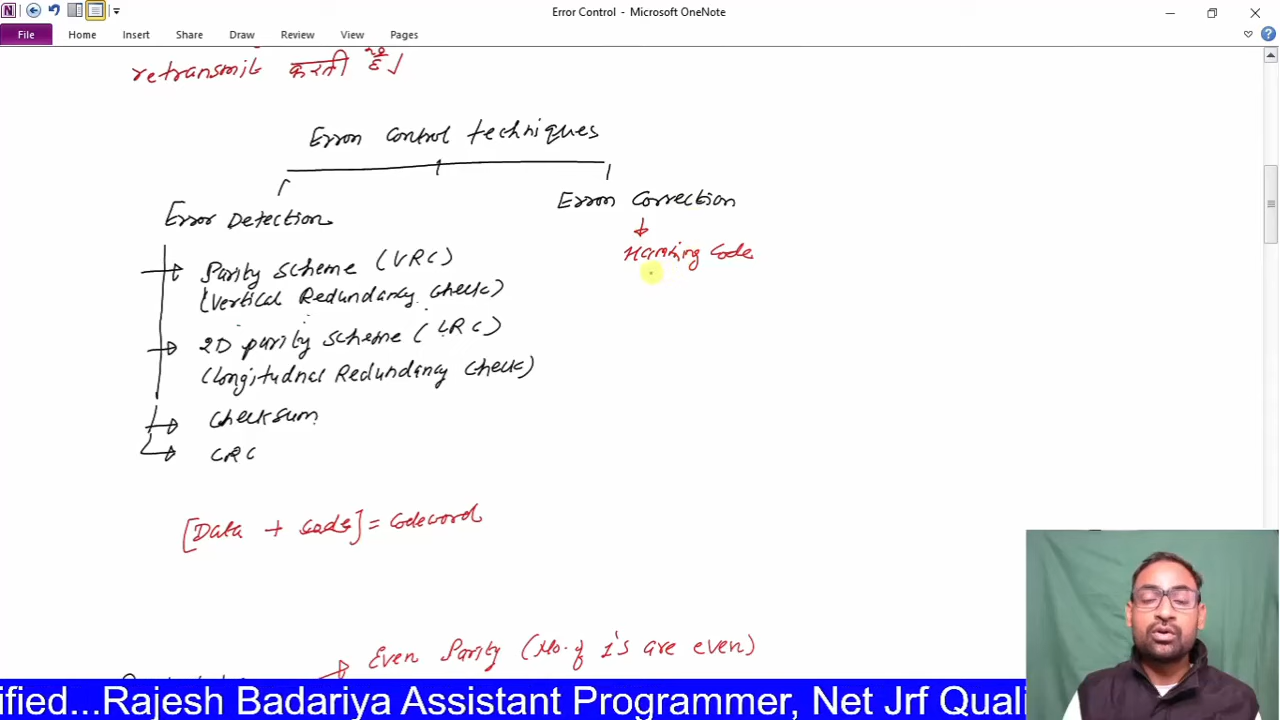 Error Control - Microsoft OneNote
File Home Insert Share Draw Review View Pages
retransmit करती है।
Error Control techniques
Error Detection
Error Correction
Hamming Code
Parity Scheme (VRC)
(Vertical Redundancy Check)
2D parity scheme (LRC)
(Longitudnal Redundancy Check)
Checksum
CRC
[Data + code] = Codeword
Even Parity (No. of 1's are even)
ified...Rajesh Badariya Assistant Programmer, Net Jrf Quali